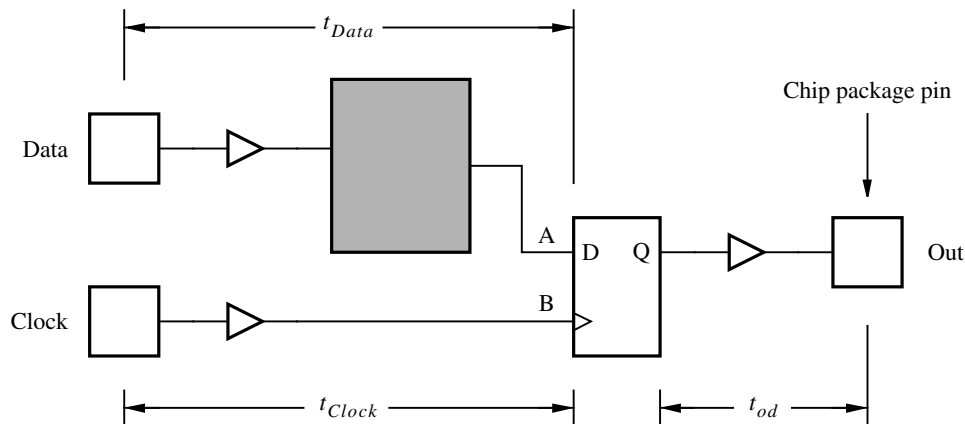 t_Data
Chip package pin
Data
A
D
Q
Out
B
Clock
t_Clock
t_od